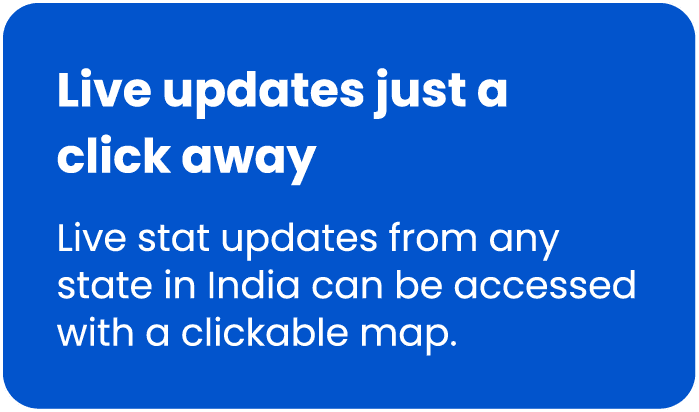 Live updates just a
click away
Live stat updates from any
state in India can be accessed
with a clickable map.